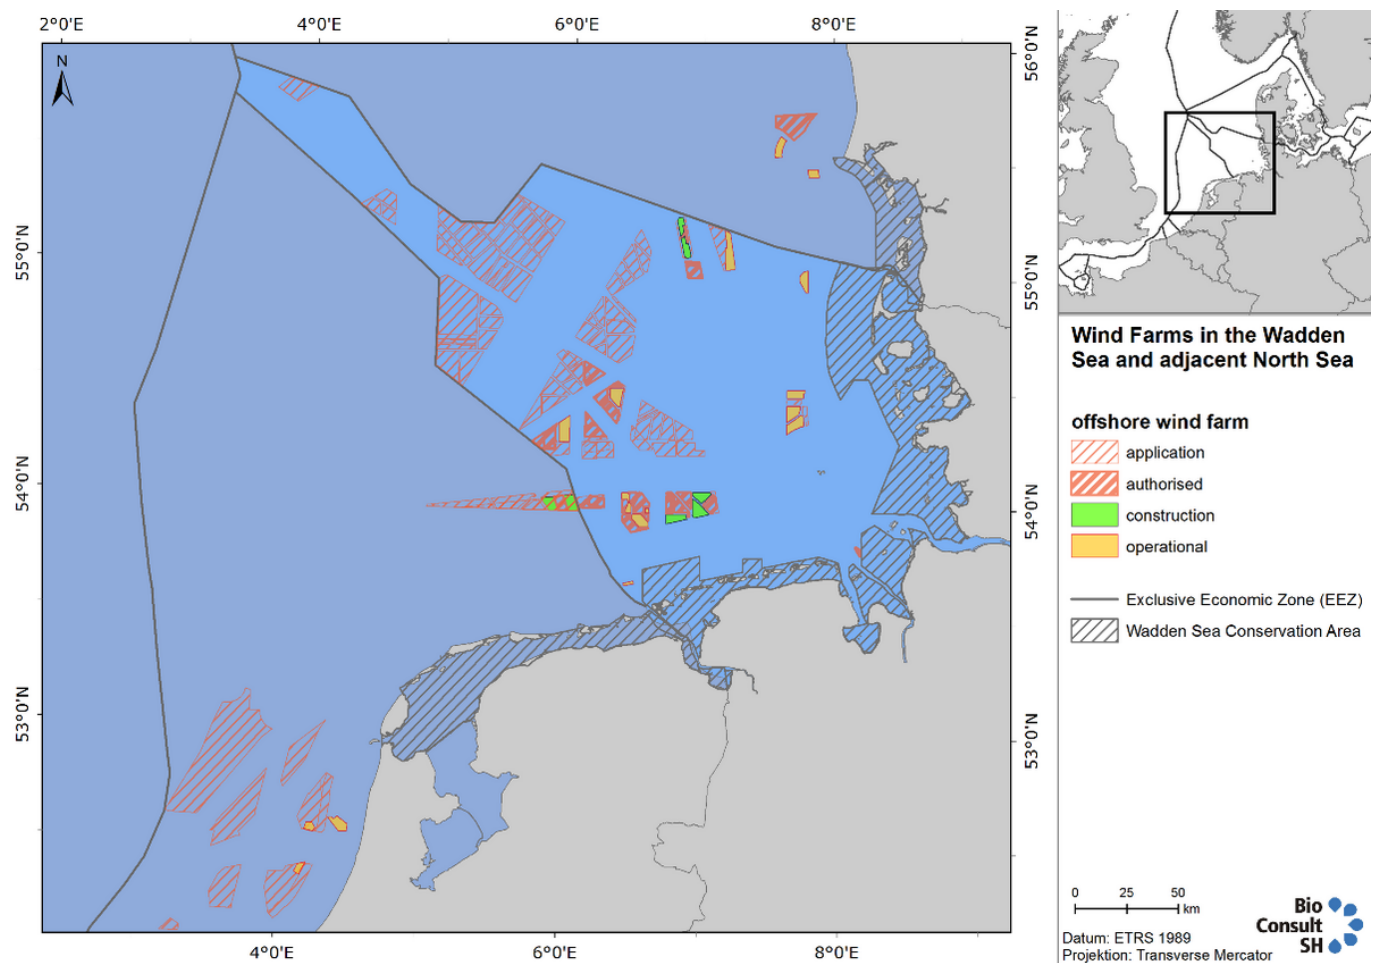 2°0'E 4°0'E 6°0'E 8°0'E
N
56°0'N
55°0'N
55°0'N
54°0'N
54°0'N
53°0'N
53°0'N
4°0'E 6°0'E 8°0'E
Wind Farms in the Wadden
Sea and adjacent North Sea
offshore wind farm
application
authorised
construction
operational
Exclusive Economic Zone (EEZ)
Wadden Sea Conservation Area
0 25 50
km
Datum: ETRS 1989
Projektion: Transverse Mercator
Bio
Consult
SH